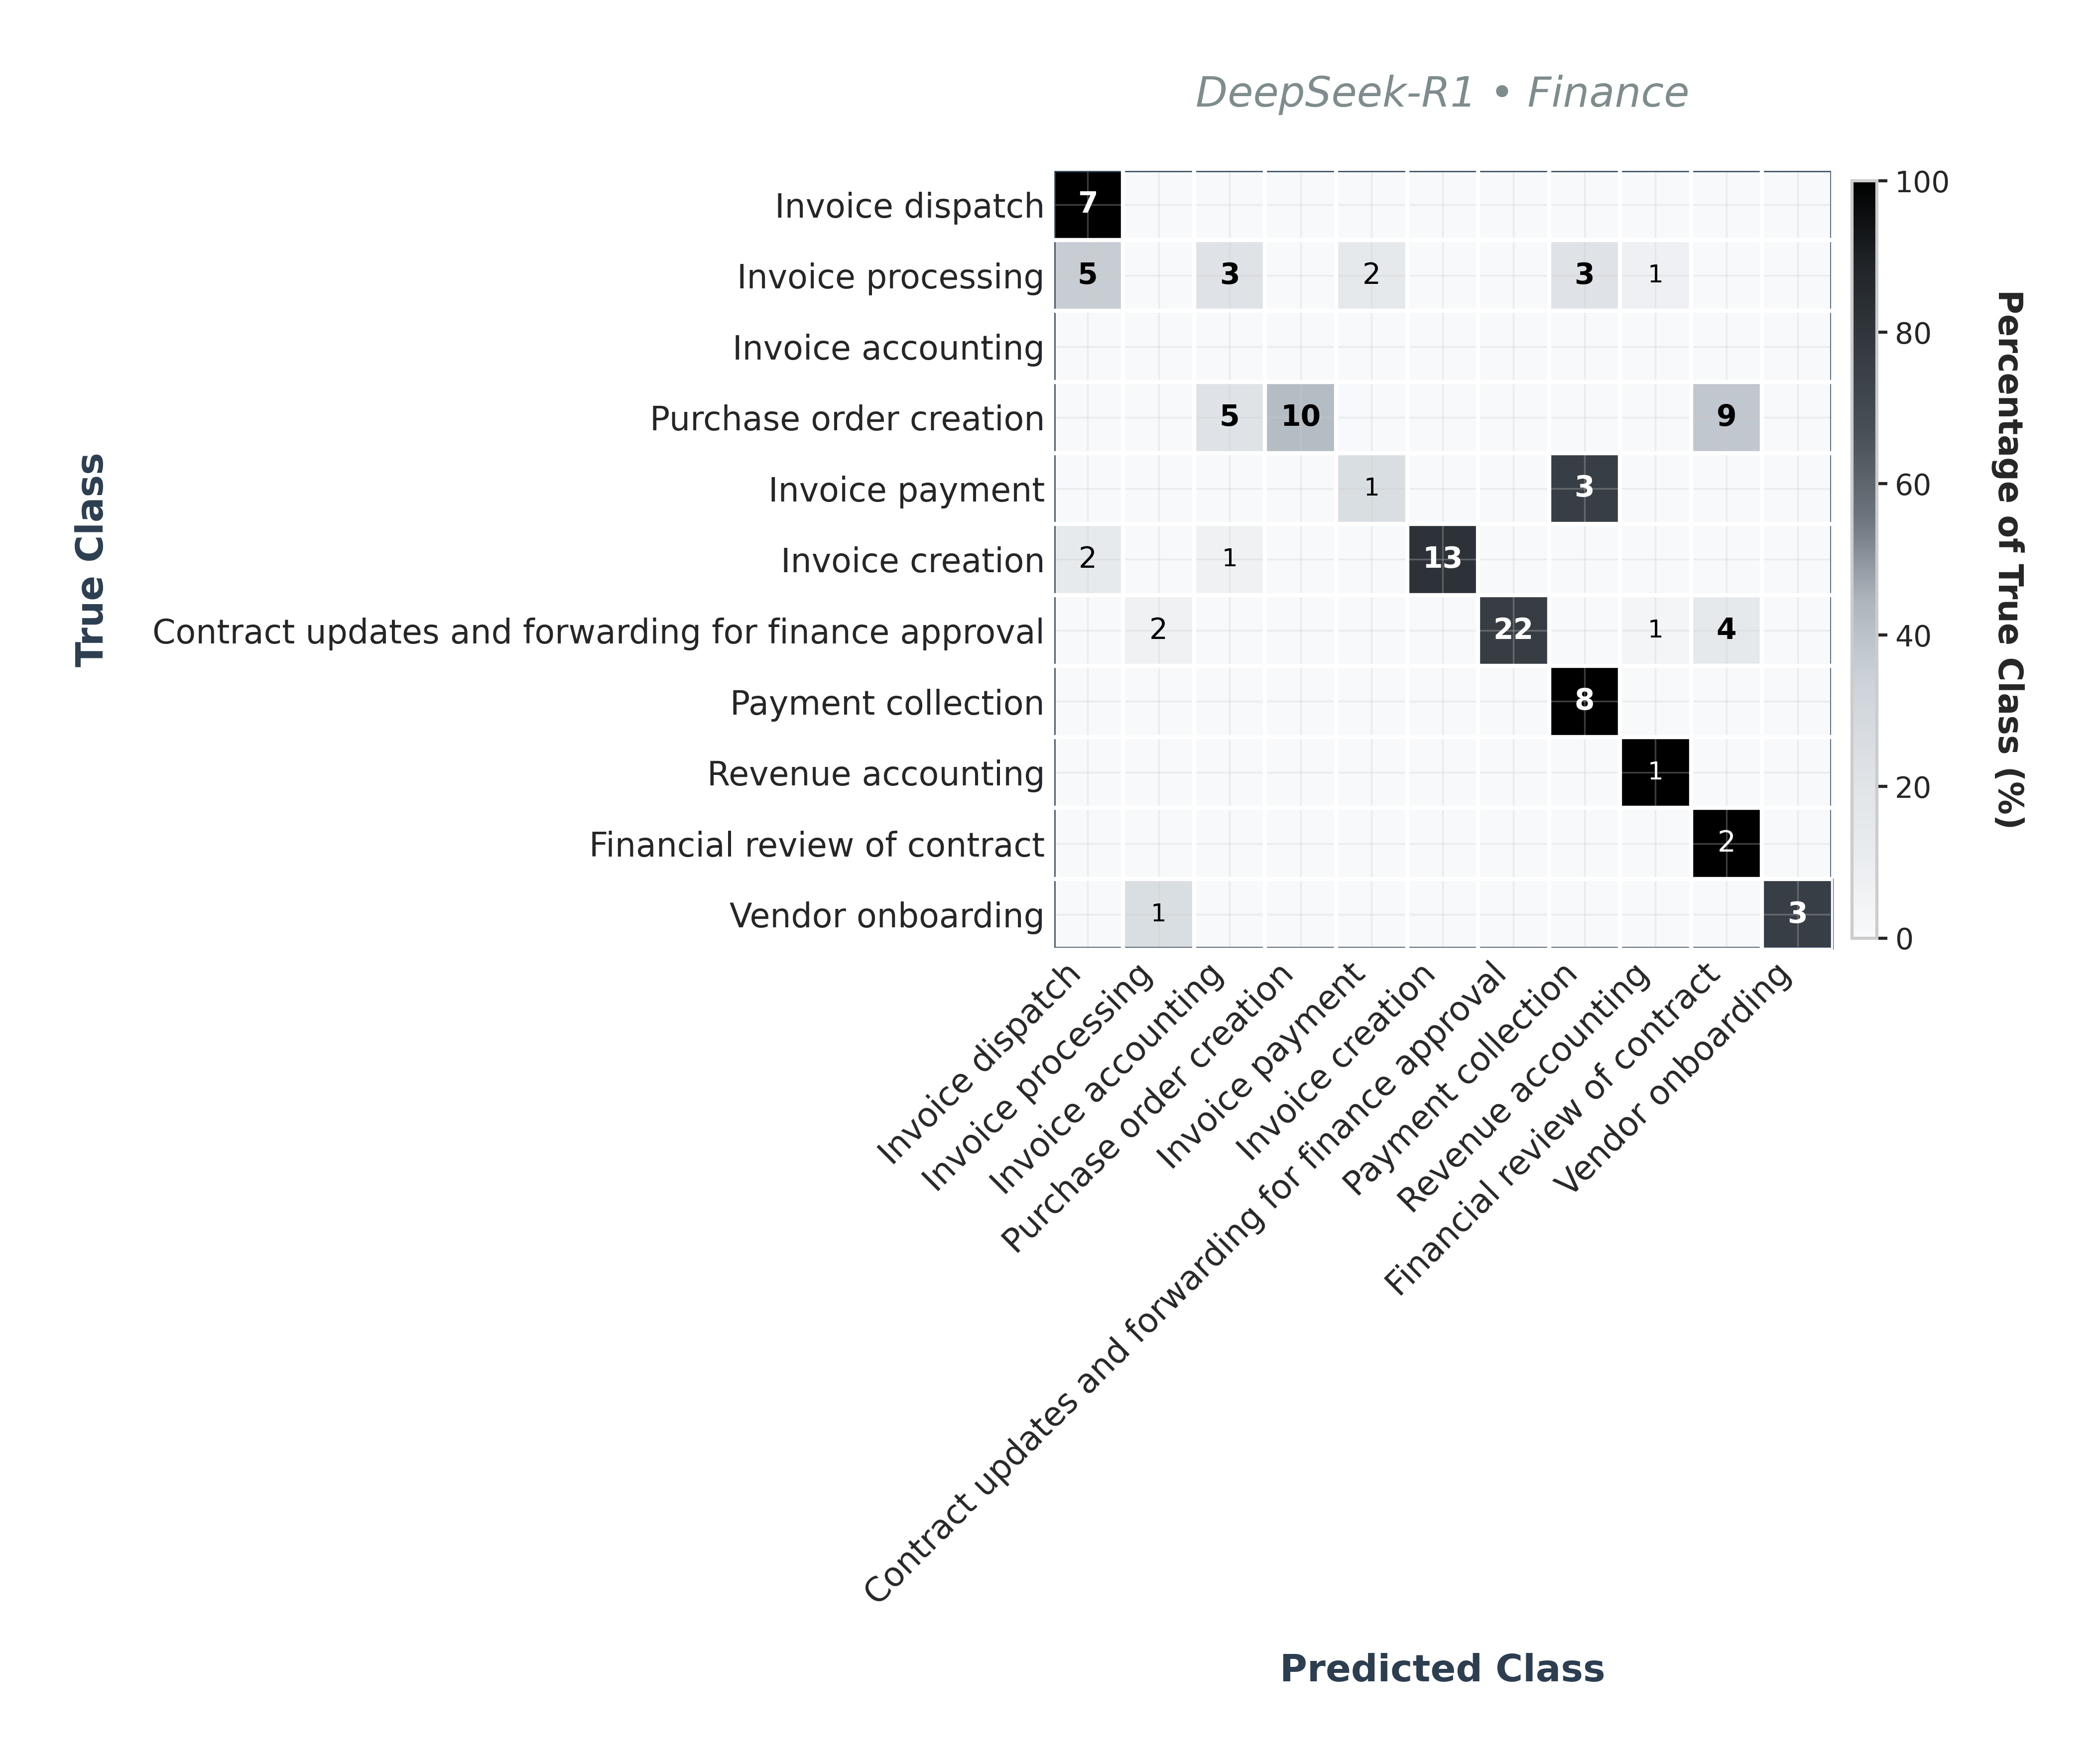 DeepSeek-R1 • Finance
True Class
Invoice dispatch 7
Invoice processing 5 3 2 3 1
Invoice accounting
Purchase order creation 5 10 9
Invoice payment 1 3
Invoice creation 2 1 13
Contract updates and forwarding for finance approval 2 22 1 4
Payment collection 8
Revenue accounting 1
Financial review of contract 2
Vendor onboarding 1 3
Invoice dispatch
Invoice processing
Invoice accounting
Purchase order creation
Invoice payment
Invoice creation
Contract updates and forwarding for finance approval
Payment collection
Revenue accounting
Financial review of contract
Vendor onboarding
Predicted Class
100
80
60
40
20
0
Percentage of True Class (%)